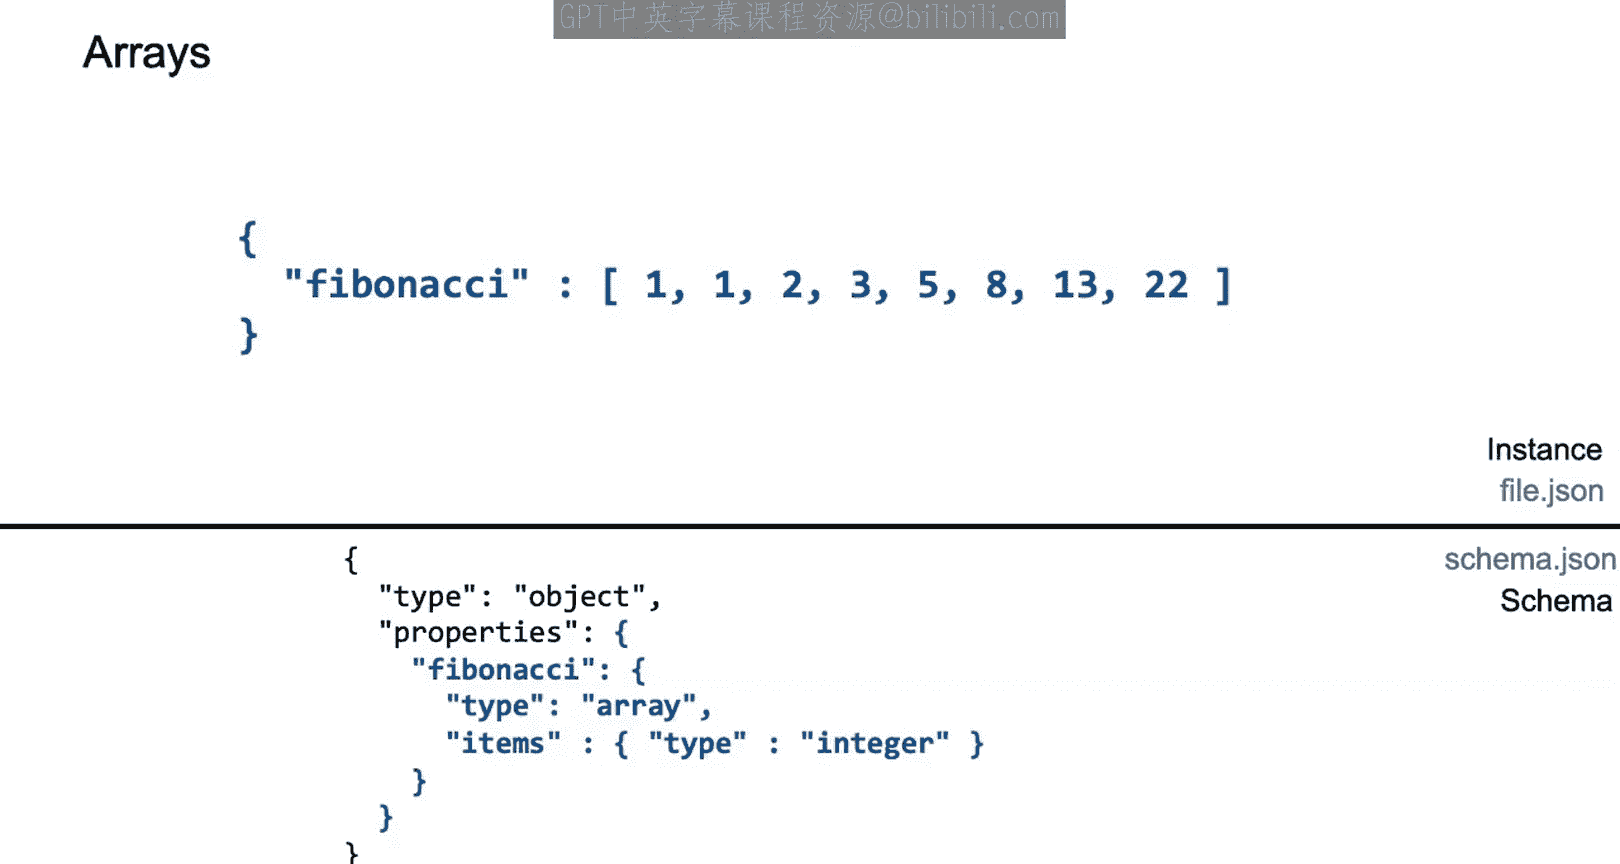 GPT中英字幕课程资源@bilibili.com
Arrays
{
"fibonacci" : [ 1, 1, 2, 3, 5, 8, 13, 22 ]
}
Instance
file.json
schema.json
Schema
{
"type": "object",
"properties": {
"fibonacci": {
"type": "array",
"items" : { "type" : "integer" }
}
}
}